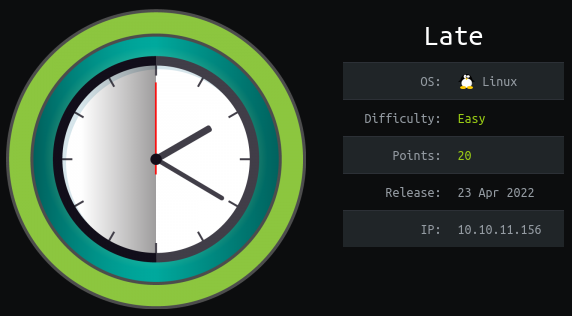 Late
OS: Linux
Difficulty: Easy
Points: 20
Release: 23 Apr 2022
IP: 10.10.11.156